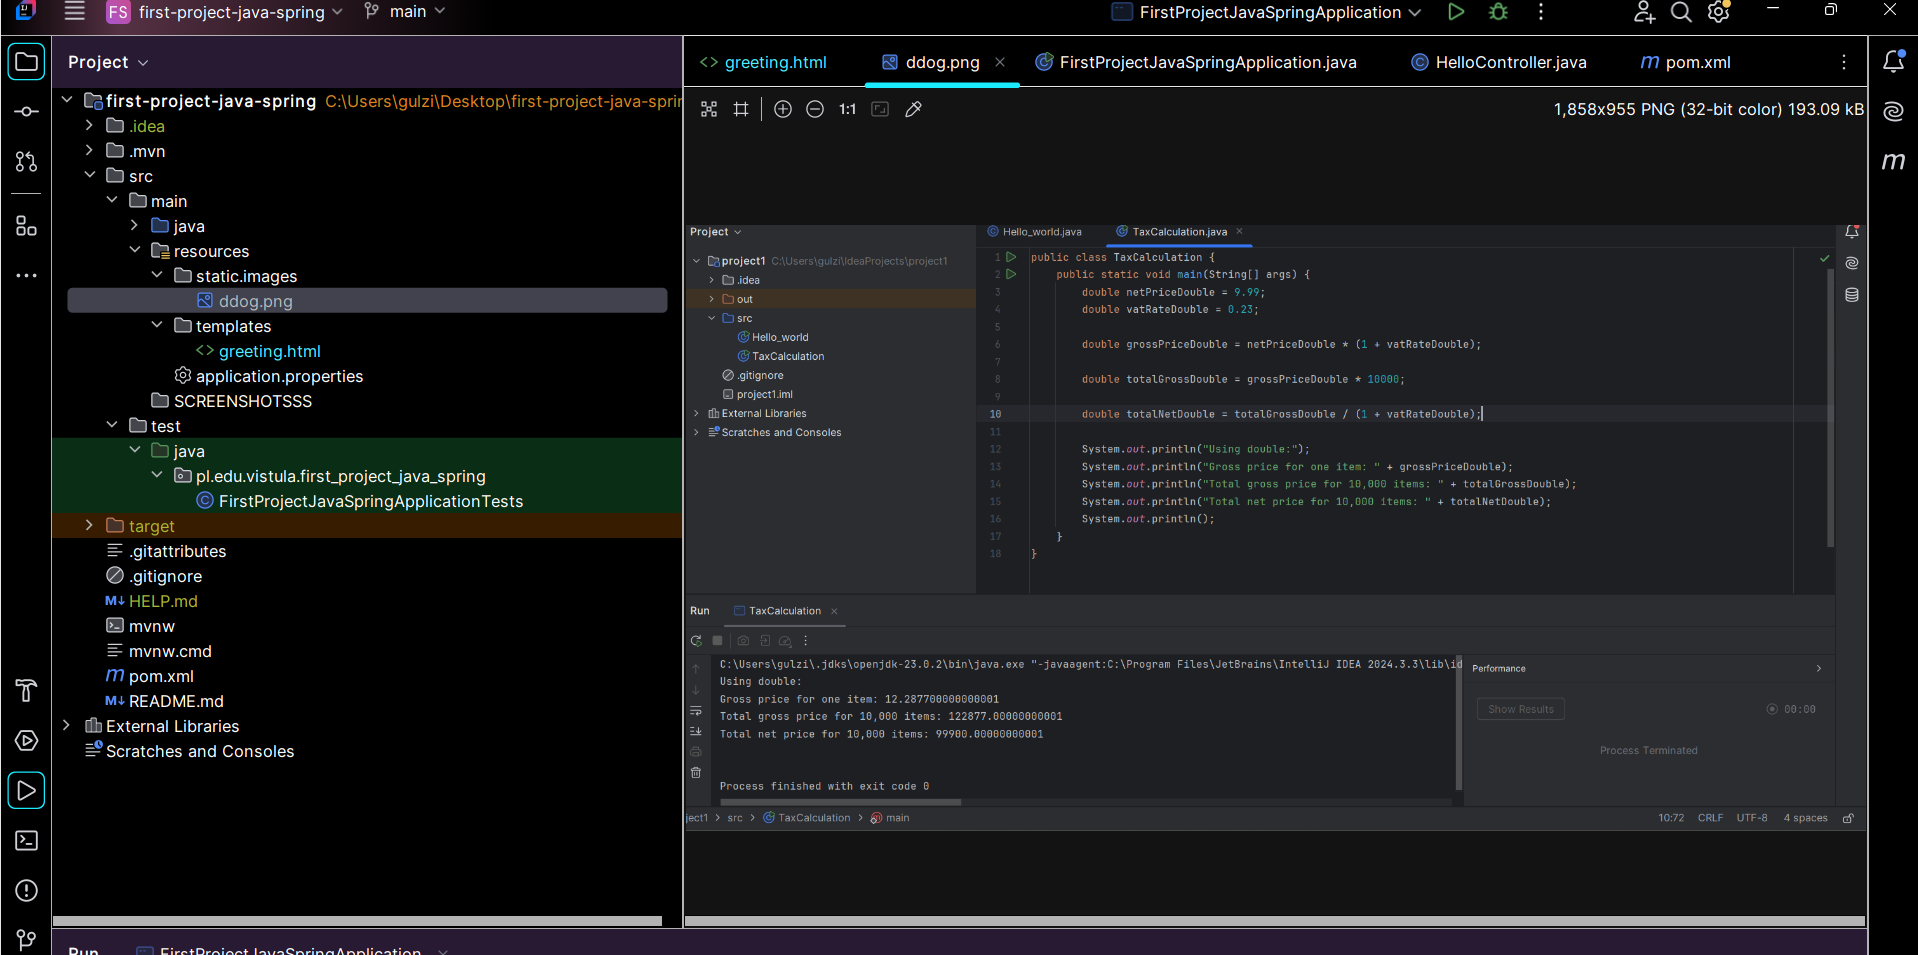 FS first-project-java-spring main FirstProjectJavaSpringApplication
Project
first-project-java-spring C:\Users\gulzi\Desktop\first-project-java-sprin
.idea
.mvn
src
main
java
resources
static.images
ddog.png
templates
greeting.html
application.properties
SCREENSHOTSSS
test
java
pl.edu.vistula.first_project_java_spring
FirstProjectJavaSpringApplicationTests
target
.gitattributes
.gitignore
M↓ HELP.md
mvnw
mvnw.cmd
m pom.xml
M↓ README.md
External Libraries
Scratches and Consoles
<> greeting.html ddog.png FirstProjectJavaSpringApplication.java HelloController.java m pom.xml
1:1 1,858x955 PNG (32-bit color) 193.09 kB
m
Project
project1 C:\Users\gulzi\IdeaProjects\project1
.idea
out
src
Hello_world
TaxCalculation
.gitignore
project1.iml
External Libraries
Scratches and Consoles
Hello_world.java TaxCalculation.java
1 public class TaxCalculation {
2 public static void main(String[] args) {
3 double netPriceDouble = 9.99;
4 double vatRateDouble = 0.23;
5
6 double grossPriceDouble = netPriceDouble * (1 + vatRateDouble);
7
8 double totalGrossDouble = grossPriceDouble * 10000;
9
10 double totalNetDouble = totalGrossDouble / (1 + vatRateDouble);
11
12 System.out.println("Using double:");
13 System.out.println("Gross price for one item: " + grossPriceDouble);
14 System.out.println("Total gross price for 10,000 items: " + totalGrossDouble);
15 System.out.println("Total net price for 10,000 items: " + totalNetDouble);
16 System.out.println();
17 }
18 }
Run TaxCalculation
C:\Users\gulzi\.jdks\openjdk-23.0.2\bin\java.exe "-javaagent:C:\Program Files\JetBrains\IntelliJ IDEA 2024.3.3\lib\id
Using double:
Gross price for one item: 12.287700000000001
Total gross price for 10,000 items: 122877.00000000001
Total net price for 10,000 items: 99900.00000000001
Process finished with exit code 0
Performance
Show Results 00:00
Process Terminated
ject1 > src > TaxCalculation > main 10:72 CRLF UTF-8 4 spaces
Run FirstProjectJavaSpringApplication